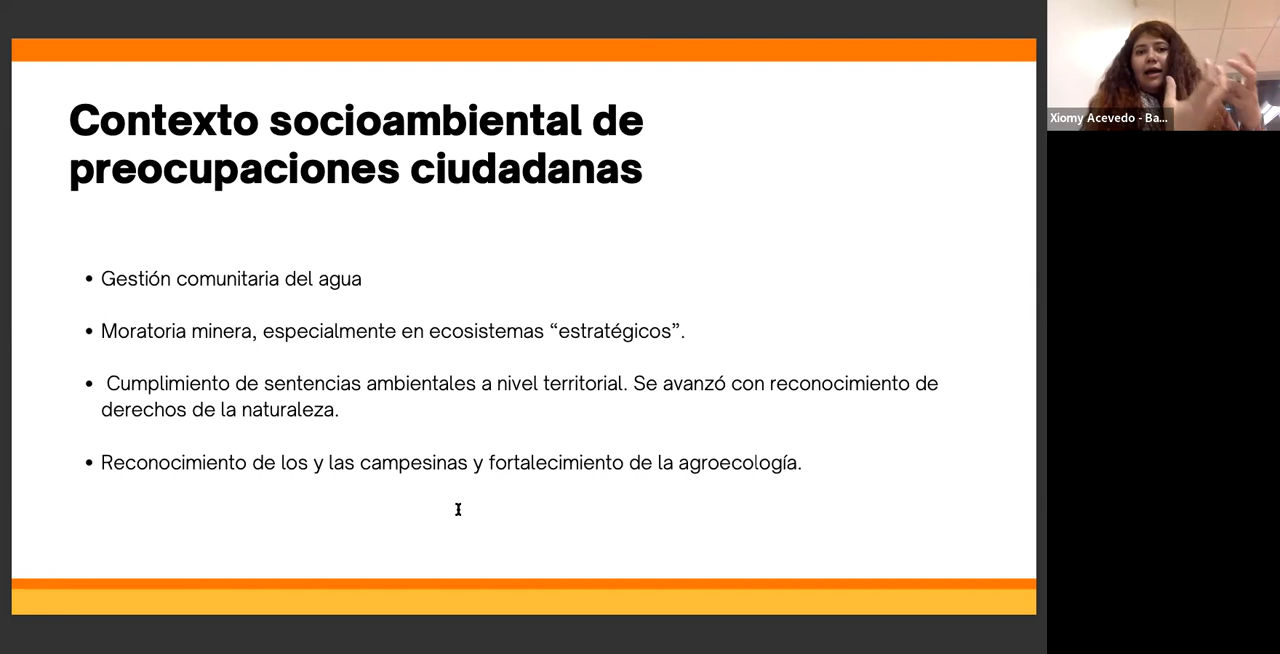 Contexto socioambiental de
preocupaciones ciudadanas
• Gestión comunitaria del agua
• Moratoria minera, especialmente en ecosistemas “estratégicos”.
• Cumplimiento de sentencias ambientales a nivel territorial. Se avanzó con reconocimiento de
derechos de la naturaleza.
• Reconocimiento de los y las campesinas y fortalecimiento de la agroecología.
Xiomy Acevedo - Ba...